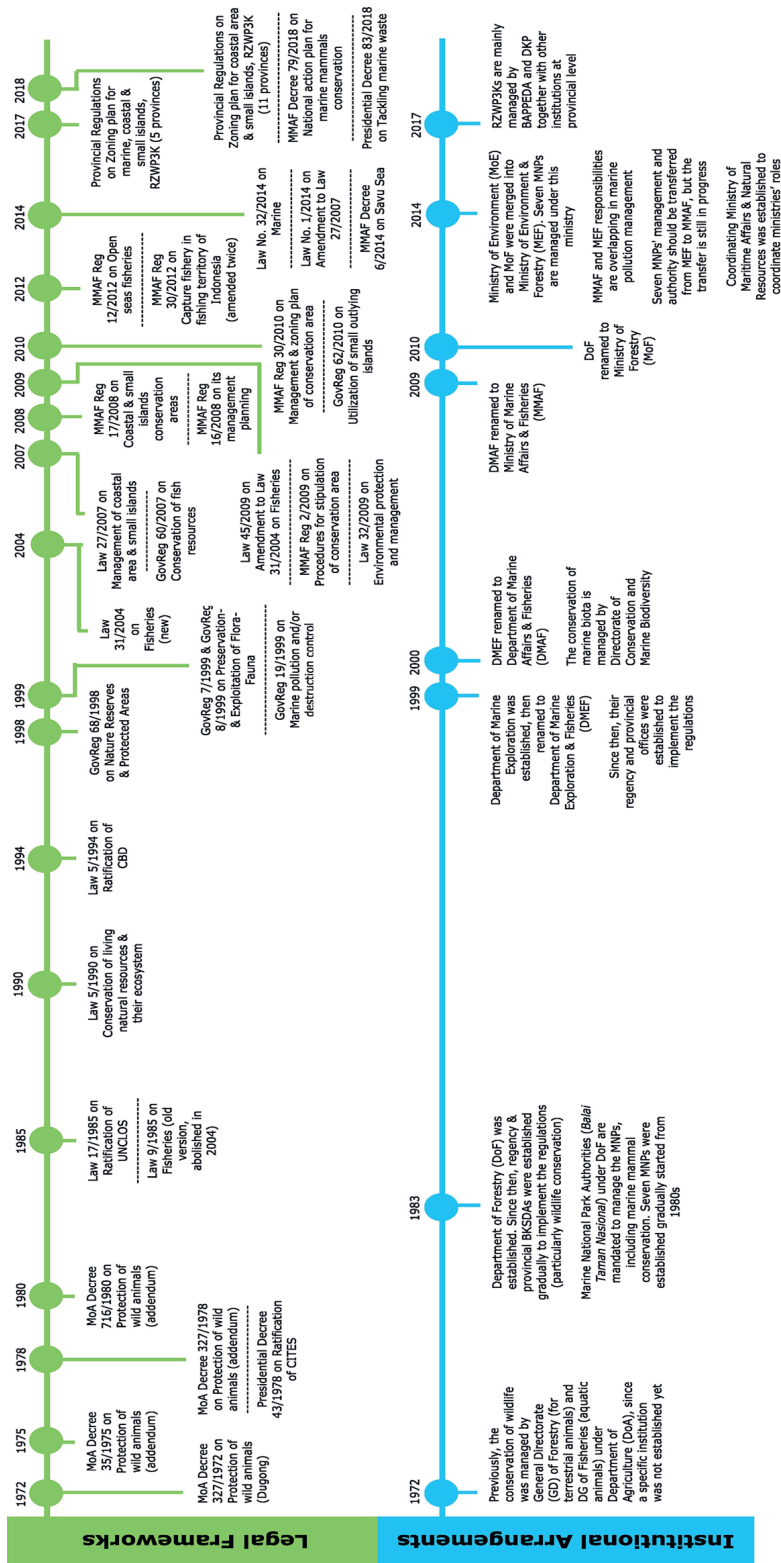 Legal Frameworks
1972
MoA Decree
327/1972 on
Protection of
wild animals
(Dugong)
1975
MoA Decree
35/1975 on
Protection of
wild animals
(addendum)
1978
MoA Decree 327/1978
on Protection of wild
animals (addendum)
Presidential Decree
43/1978 on Ratification
of CITES
1980
MoA Decree
716/1980 on
Protection of
wild animals
(addendum)
1985
Law 17/1985 on
Ratification of
UNCLOS
Law 9/1985 on
Fisheries (old
version,
abolished in
2004)
1990
Law 5/1990 on
Conservation of living
natural resources &
their ecosystem
1994
Law 5/1994 on
Ratification of
CBD
1998
GovReg 68/1998
on Nature Reserves
& Protected Areas
1999
GovReg 7/1999 & GovReg
8/1999 on Preservation-
& Exploitation of Flora-
Fauna
GovReg 19/1999 on
Marine pollution and/or
destruction control
2004
Law
31/2004
on
Fisheries
(new)
2007
Law 27/2007 on
Management of coastal
area & small islands
GovReg 60/2007 on
Conservation of fish
resources
2008
MMAF Reg
17/2008 on
Coastal & small
islands
conservation
areas
MMAF Reg
16/2008 on its
management
planning
2009
Law 45/2009 on
Amendment to Law
31/2004 on Fisheries
MMAF Reg 2/2009 on
Procedures for stipulation
of conservation area
Law 32/2009 on
Environmental protection
and management
2010
MMAF Reg 30/2010 on
Management & zoning plan
of conservation area
GovReg 62/2010 on
Utilization of small outlying
islands
2012
MMAF Reg
12/2012 on Open
seas fisheries
MMAF Reg
30/2012 on
Capture fishery in
fishing territory of
Indonesia
(amended twice)
2014
Law No. 32/2014 on
Marine
Law No. 1/2014 on
Amendment to Law
27/2007
MMAF Decree
6/2014 on Savu Sea
2017
Provincial Regulations
on Zoning plan for
marine, coastal &
small islands,
RZWP3K (5 provinces)
2018
Provincial Regulations on
Zoning plan for coastal area
& small islands, RZWP3K
(11 provinces)
MMAF Decree 79/2018 on
National action plan for
marine mammals
conservation
Presidential Decree 83/2018
on Tackling marine waste
Institutional Arrangements
1972
Previously, the
conservation of wildlife
was managed by
General Directorate
(GD) of Forestry (for
terrestrial animals) and
DG of Fisheries (aquatic
animals) under
Department of
Agriculture (DoA), since
a specific institution
was not established yet
1983
Department of Forestry (DoF) was
established. Since then, regency &
provincial BKSDAs were established
gradually to implement the regulations
(particularly wildlife conservation)
Marine National Park Authorities (Balai
Taman Nasional) under DoF are
mandated to manage the MNPs,
including marine mammal
conservation. Seven MNPs were
established gradually started from
1980s
1999
Department of Marine
Exploration was
established, then
renamed to
Department of Marine
Exploration & Fisheries
(DMEF)
Since then, their
regency and provincial
offices were
established to
implement the
regulations
2000
DMEF renamed to
Department of Marine
Affairs & Fisheries
(DMAF)
The conservation of
marine biota is
managed by
Directorate of
Conservation and
Marine Biodiversity
2009
DMAF renamed to
Ministry of Marine
Affairs & Fisheries
(MMAF)
2010
DoF
renamed to
Ministry of
Forestry
(MoF)
2014
Ministry of Environment (MoE)
and MoF were merged into
Ministry of Environment &
Forestry (MEF). Seven MNPs
are managed under this
ministry
MMAF and MEF responsibilities
are overlapping in marine
pollution management
Seven MNPs' management and
authority should be transferred
from MEF to MMAF, but the
transfer is still in progress
Coordinating Ministry of
Maritime Affairs & Natural
Resources was established to
coordinate ministries' roles
2017
RZWP3Ks are mainly
managed by
BAPPEDA and DKP
together with other
institutions at
provincial level